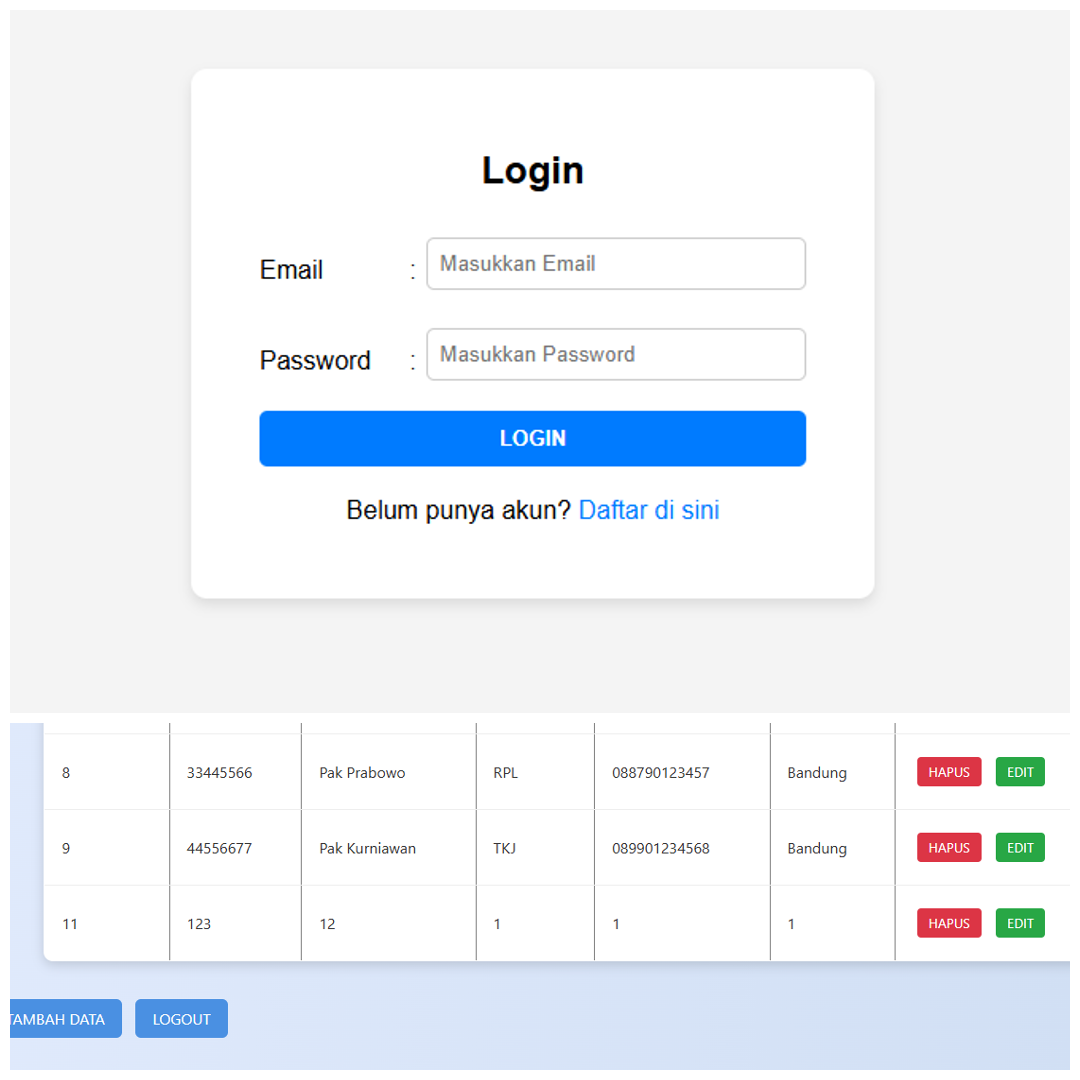 Login
Email : Masukkan Email
Password : Masukkan Password
LOGIN
Belum punya akun? Daftar di sini
8 33445566 Pak Prabowo RPL 088790123457 Bandung HAPUS EDIT
9 44556677 Pak Kurniawan TKJ 089901234568 Bandung HAPUS EDIT
11 123 12 1 1 1 HAPUS EDIT
TAMBAH DATA LOGOUT